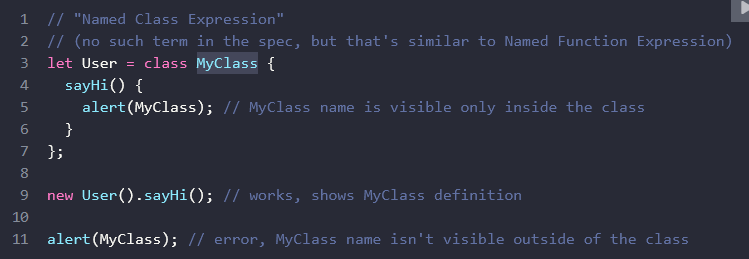 1 // "Named Class Expression"
2 // (no such term in the spec, but that's similar to Named Function Expression)
3 let User = class MyClass {
4   sayHi() {
5     alert(MyClass); // MyClass name is visible only inside the class
6   }
7 };
8
9 new User().sayHi(); // works, shows MyClass definition
10
11 alert(MyClass); // error, MyClass name isn't visible outside of the class